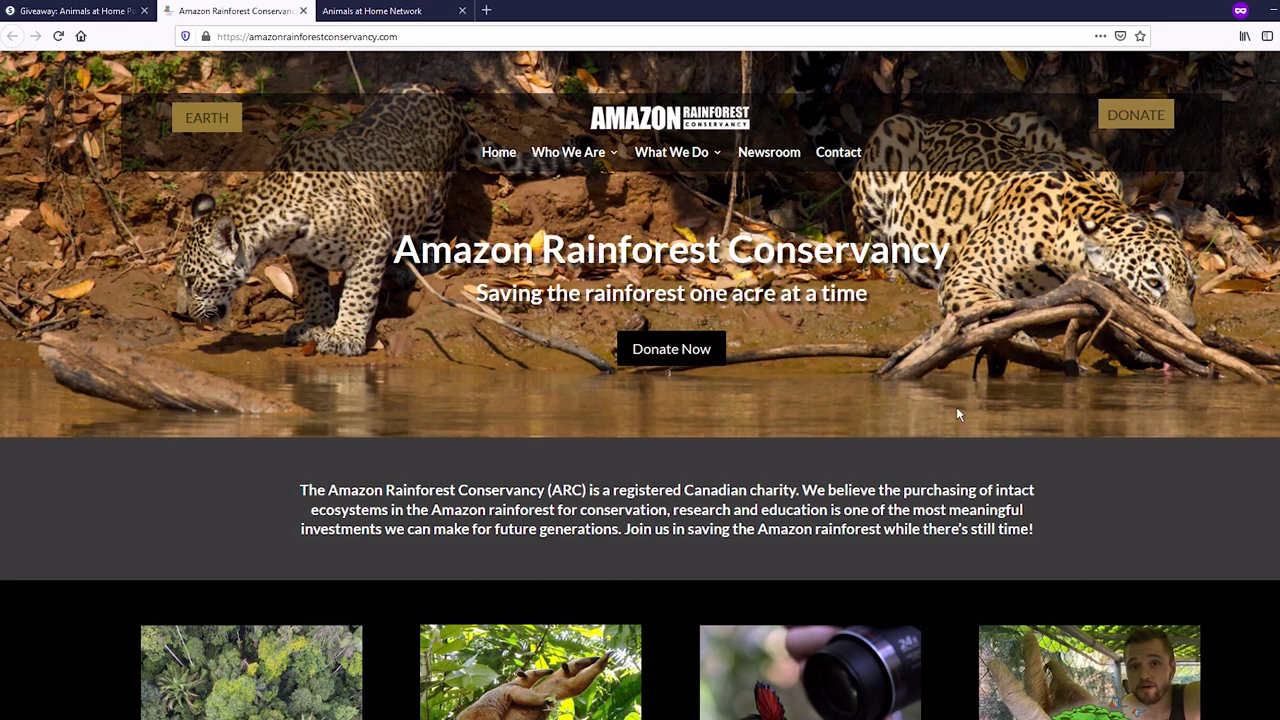 Giveaway: Animals at Home Po
Amazon Rainforest Conservanc
Animals at Home Network
https://amazonrainforestconservancy.com
EARTH
AMAZON RAINFOREST CONSERVANCY
DONATE
Home Who We Are What We Do Newsroom Contact
Amazon Rainforest Conservancy
Saving the rainforest one acre at a time
Donate Now
The Amazon Rainforest Conservancy (ARC) is a registered Canadian charity. We believe the purchasing of intact
ecosystems in the Amazon rainforest for conservation, research and education is one of the most meaningful
investments we can make for future generations. Join us in saving the Amazon rainforest while there's still time!